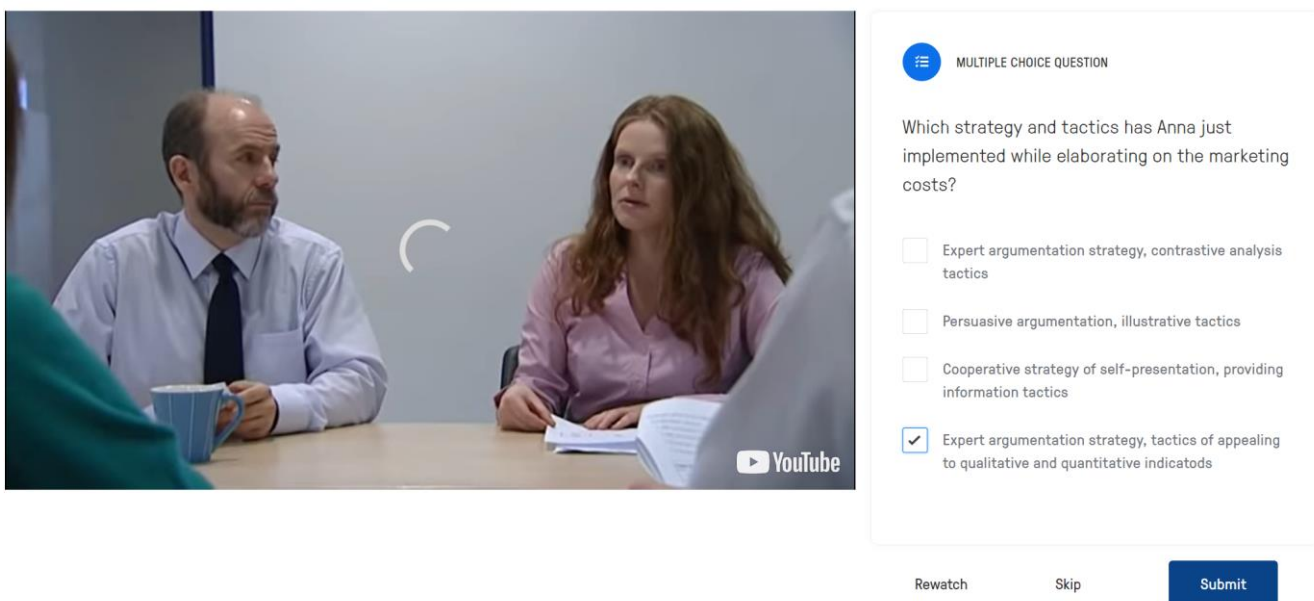 YouTube
MULTIPLE CHOICE QUESTION
Which strategy and tactics has Anna just
implemented while elaborating on the marketing
costs?
Expert argumentation strategy, contrastive analysis
tactics
Persuasive argumentation, illustrative tactics
Cooperative strategy of self-presentation, providing
information tactics
Expert argumentation strategy, tactics of appealing
to qualitative and quantitative indicatods
Rewatch
Skip
Submit